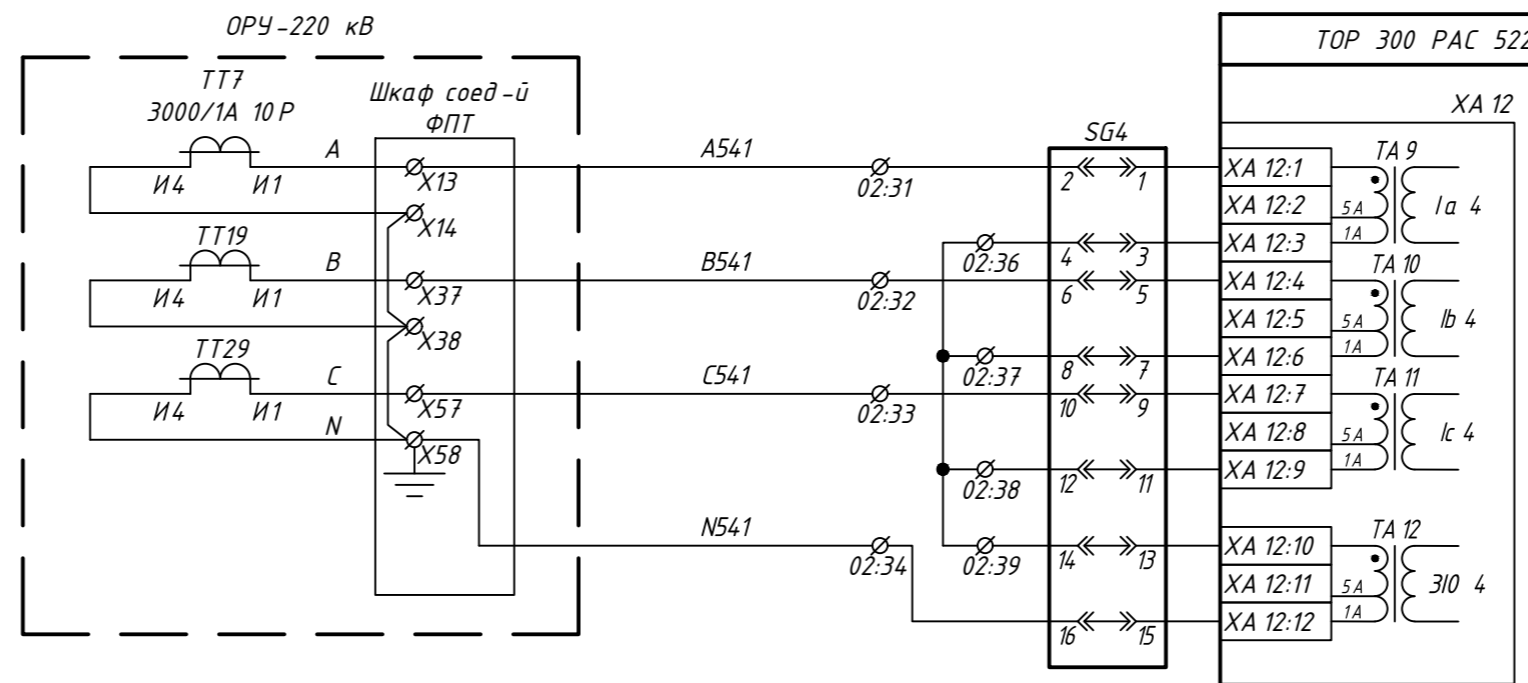 ОРУ-220 кВ
ТОР 300 РАС 522
ТТ7
3000/1А 10Р
Шкаф соед-й
ФПТ
ХА 12
SG4
И4
И1
А
Х13
Х14
А541
02:31
2
1
ХА 12:1
ХА 12:2
ХА 12:3
ТА 9
5А
1А
Ia 4
ТТ19
И4
И1
В
Х37
Х38
В541
02:32
02:36
4
3
6
5
ХА 12:4
ХА 12:5
ХА 12:6
ТА 10
5А
1А
Ib 4
ТТ29
И4
И1
С
N
Х57
Х58
С541
02:33
02:37
8
7
10
9
ХА 12:7
ХА 12:8
ХА 12:9
ТА 11
5А
1А
Ic 4
02:38
12
11
N541
02:34
02:39
14
13
16
15
ХА 12:10
ХА 12:11
ХА 12:12
ТА 12
5А
1А
3I0 4